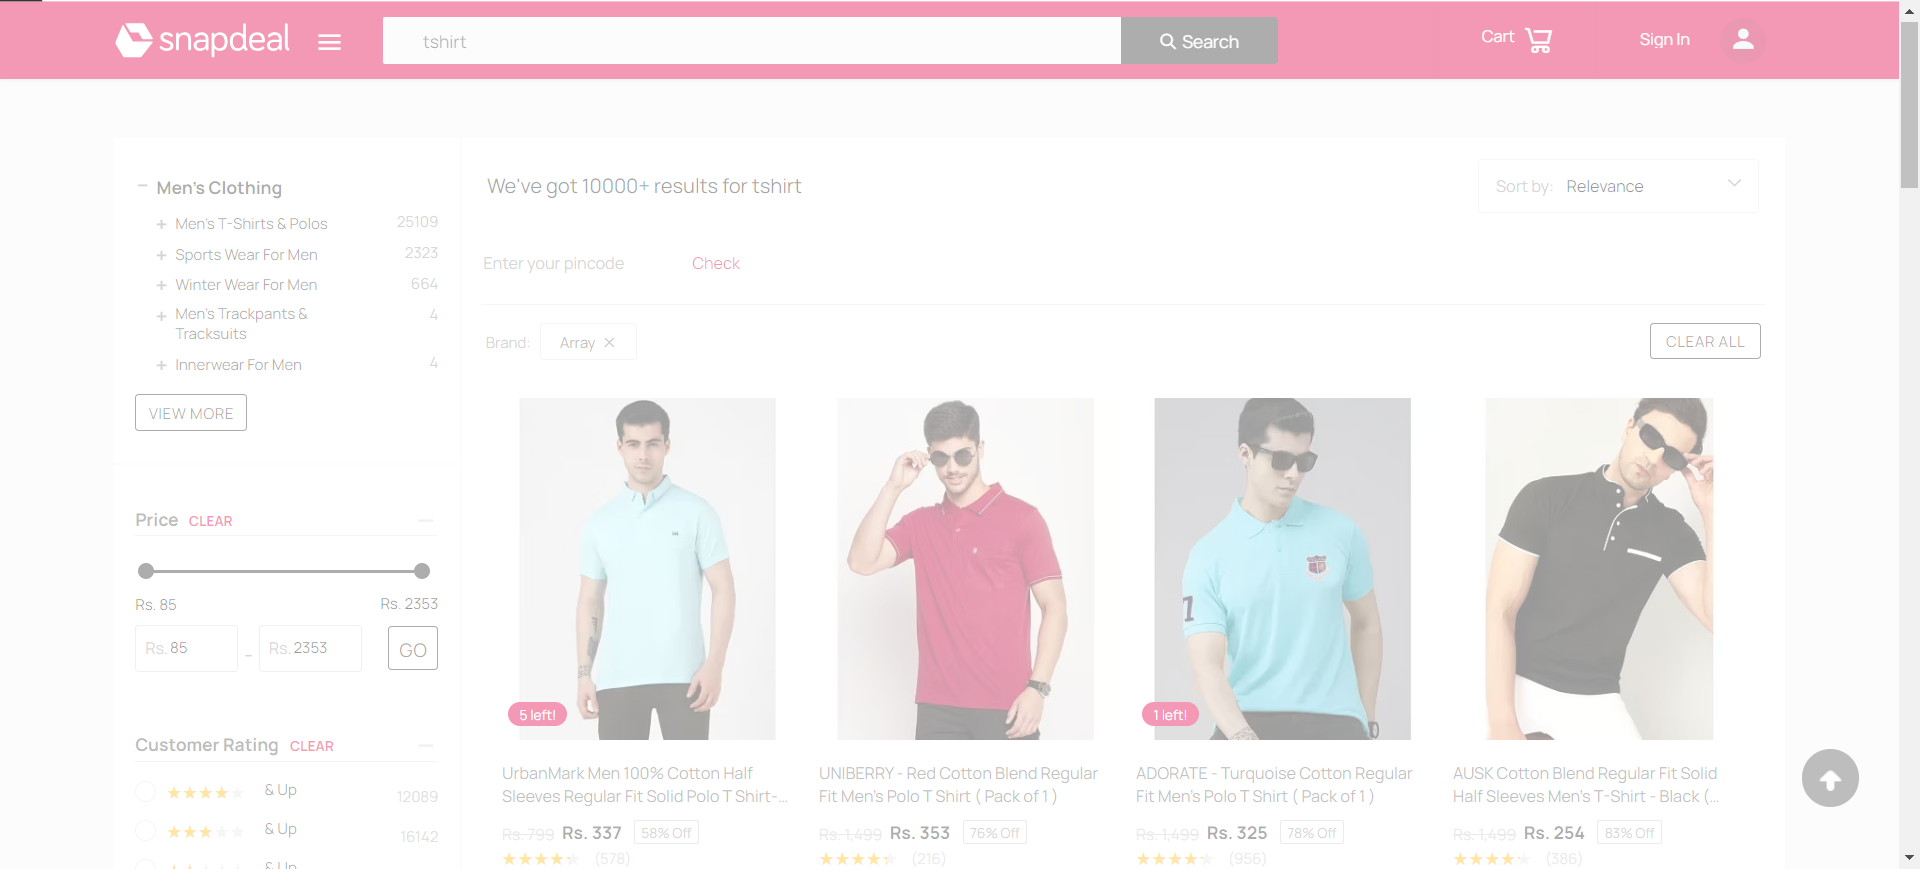 snapdeal
tshirt
Search
Cart
Sign In
Men's Clothing
Men's T-Shirts & Polos 25109
Sports Wear For Men 2323
Winter Wear For Men 664
Men's Trackpants & 4
Tracksuits
Innerwear For Men 4
VIEW MORE
Price CLEAR
Rs. 85 Rs. 2353
Rs. 85 - Rs. 2353 GO
Customer Rating CLEAR
& Up 12089
& Up 16142
& Up
We've got 10000+ results for tshirt
Sort by: Relevance
Enter your pincode Check
Brand: Array
CLEAR ALL
5 left!
UrbanMark Men 100% Cotton Half
Sleeves Regular Fit Solid Polo T Shirt-...
Rs. 799 Rs. 337 58% Off
(578)
UNIBERRY - Red Cotton Blend Regular
Fit Men's Polo T Shirt ( Pack of 1 )
Rs. 1,499 Rs. 353 76% Off
(216)
1 left!
ADORATE - Turquoise Cotton Regular
Fit Men's Polo T Shirt ( Pack of 1 )
Rs. 1,499 Rs. 325 78% Off
(956)
AUSK Cotton Blend Regular Fit Solid
Half Sleeves Men's T-Shirt - Black (...
Rs. 1,499 Rs. 254 83% Off
(386)